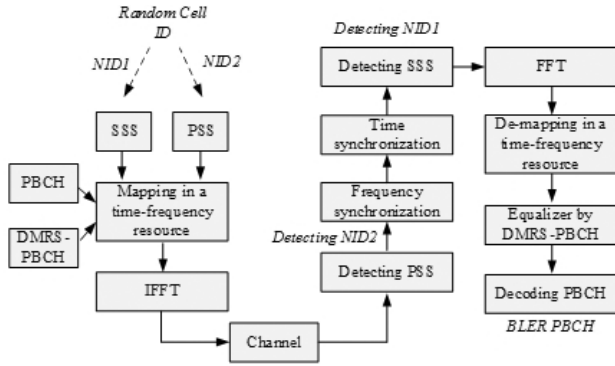 Random Cell
ID
NID1
NID2
SSS
PSS
PBCH
DMRS-
PBCH
Mapping in a
time-frequency
resource
IFFT
Channel
Detecting PSS
Detecting NID2
Frequency
synchronization
Time
synchronization
Detecting SSS
Detecting NID1
FFT
De-mapping in a
time-frequency
resource
Equalizer by
DMRS-PBCH
Decoding PBCH
BLER PBCH